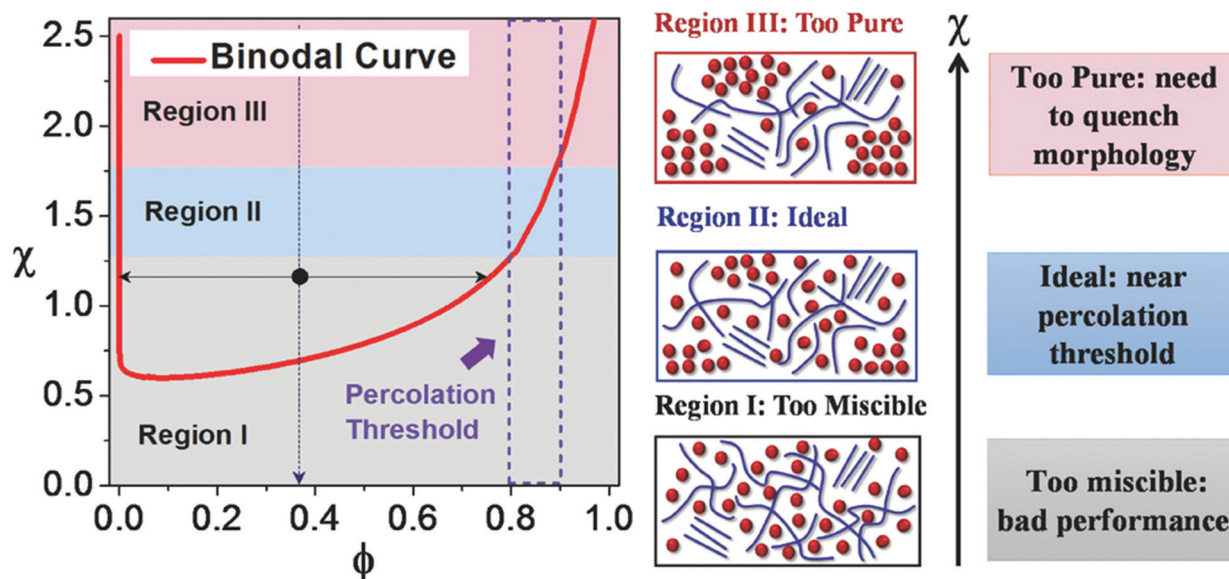 2.5
2.0
1.5
1.0
0.5
0.0
χ
Binodal Curve
Region III
Region II
Region I
Percolation
Threshold
0.0 0.2 0.4 0.6 0.8 1.0
ϕ
Region III: Too Pure
Region II: Ideal
Region I: Too Miscible
χ
Too Pure: need
to quench
morphology
Ideal: near
percolation
threshold
Too miscible:
bad performance